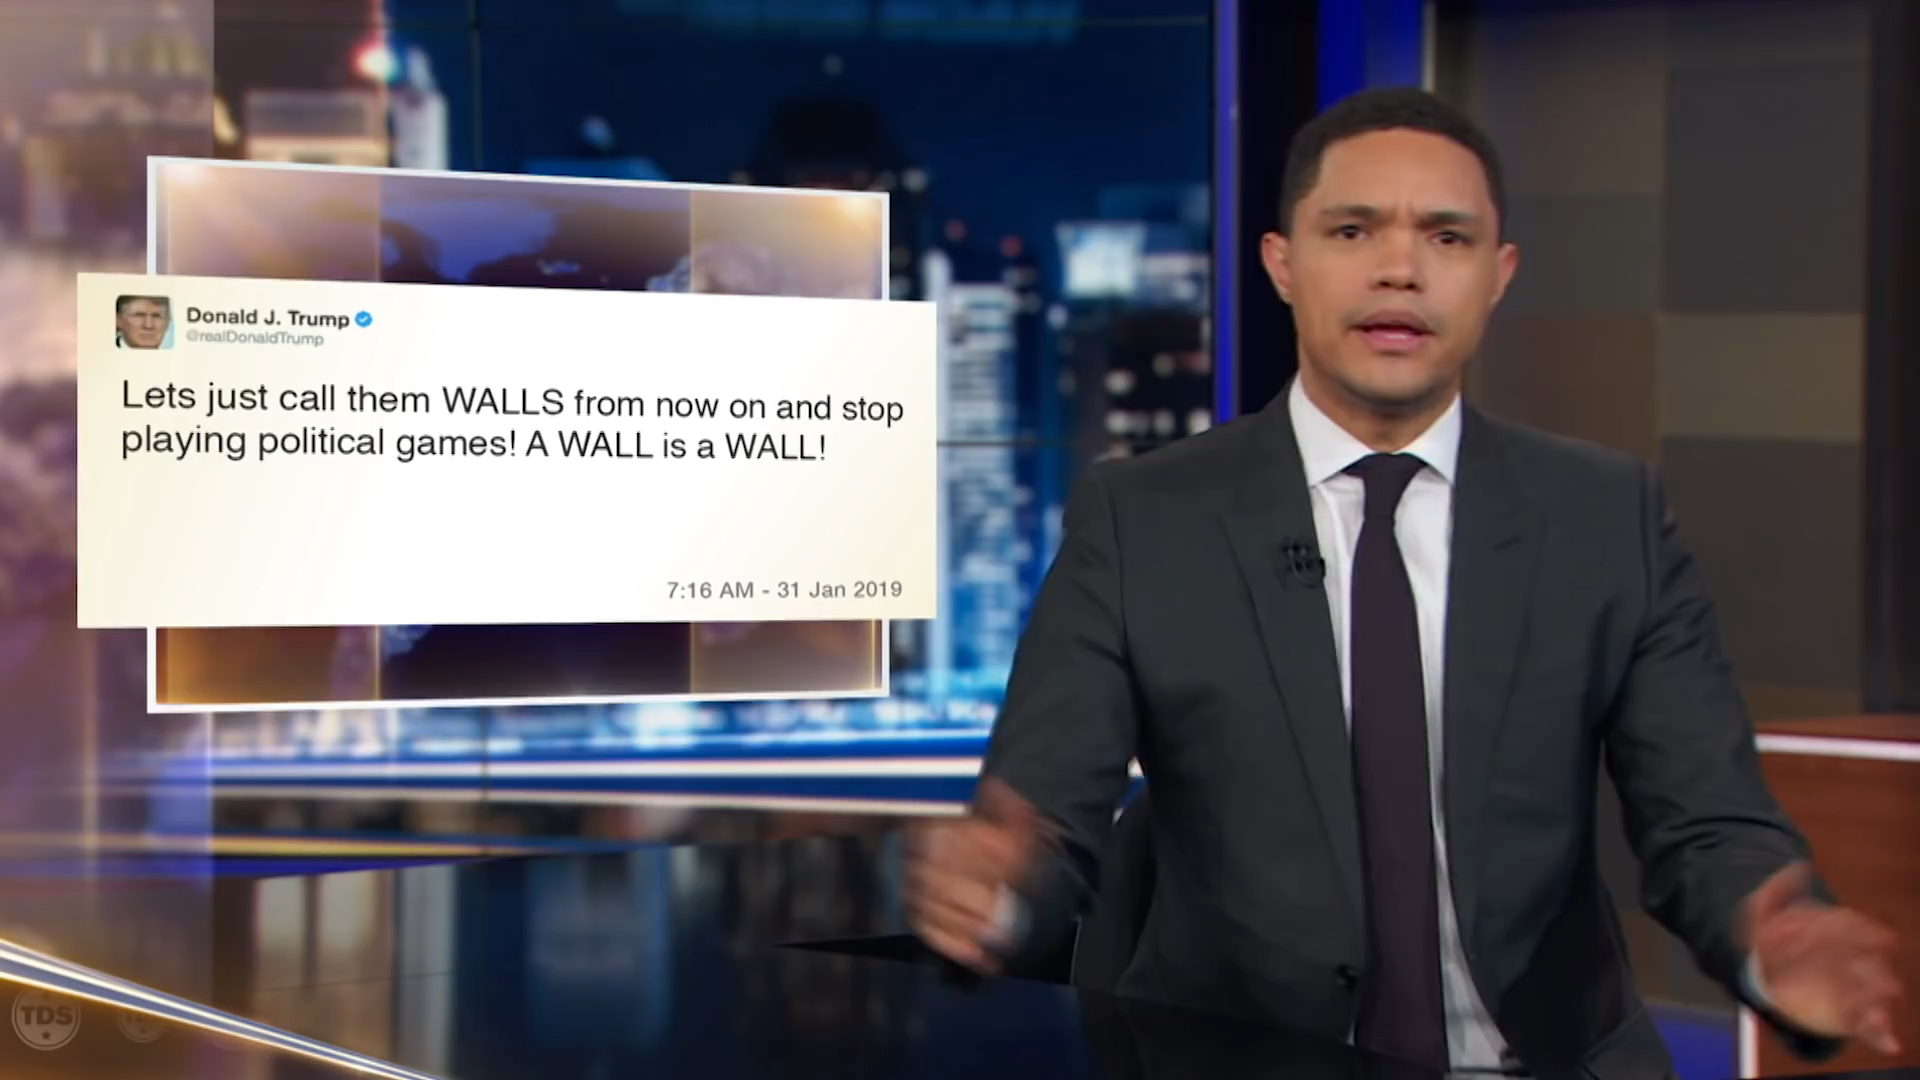 Donald J. Trump
@realDonaldTrump
Lets just call them WALLS from now on and stop
playing political games! A WALL is a WALL!
7:16 AM - 31 Jan 2019
TDS